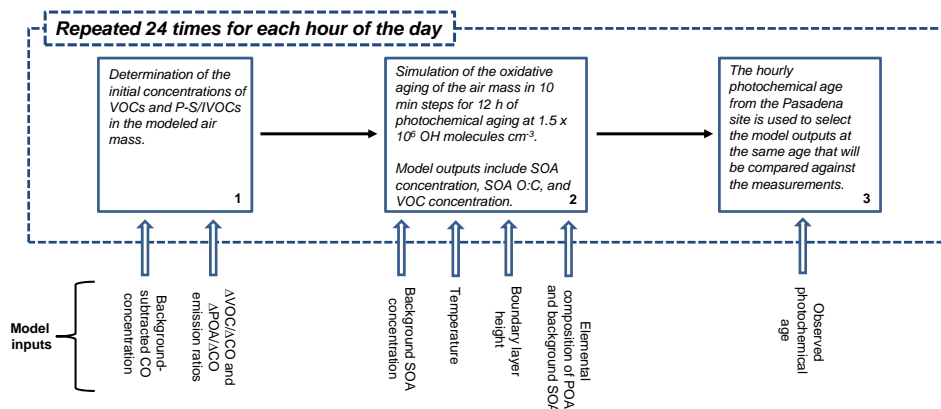 Repeated 24 times for each hour of the day
Determination of the
initial concentrations of
VOCs and P-S/IVOCs
in the modeled air
mass.
1
Simulation of the oxidative
aging of the air mass in 10
min steps for 12 h of
photochemical aging at 1.5 x
10⁶ OH molecules cm⁻³.
Model outputs include SOA
concentration, SOA O:C, and
VOC concentration.
2
The hourly
photochemical age
from the Pasadena
site is used to select
the model outputs at
the same age that will
be compared against
the measurements.
3
Model
inputs
Background-
subtracted CO
concentration
ΔVOC/ΔCO and
ΔPOA/ΔCO
emission ratios
Background SOA
concentration
Temperature
Boundary layer
height
Elemental
composition of POA
and background SOA
Observed
photochemical
age